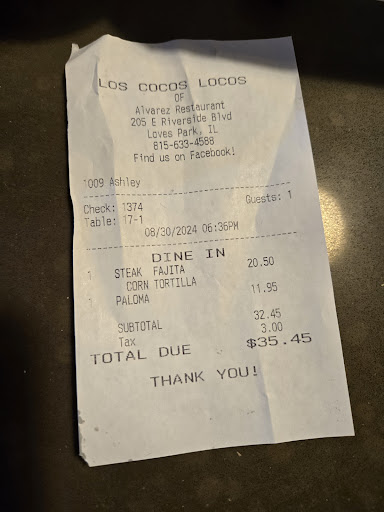 LOS COCOS LOCOS
OF
Alvarez Restaurant
205 E Riverside Blvd
Loves Park, IL
815-633-4588
Find us on Facebook!
1009 Ashley
Check: 1374 Guests: 1
Table: 17-1
08/30/2024 06:36PM
DINE IN
1 STEAK FAJITA 20.50
CORN TORTILLA
1 PALOMA 11.95
SUBTOTAL 32.45
Tax 3.00
TOTAL DUE $35.45
THANK YOU!